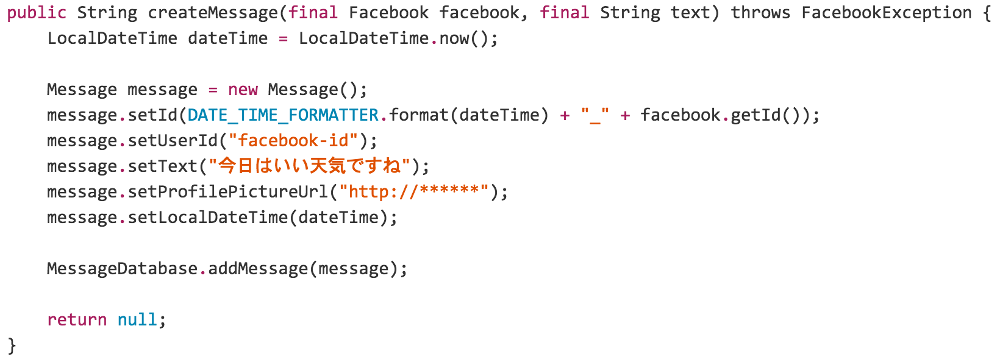 public String createMessage(final Facebook facebook, final String text) throws FacebookException {
    LocalDateTime dateTime = LocalDateTime.now();

    Message message = new Message();
    message.setId(DATE_TIME_FORMATTER.format(dateTime) + "_" + facebook.getId());
    message.setUserId("facebook-id");
    message.setText("今日はいい天気ですね");
    message.setProfilePictureUrl("http://******");
    message.setLocalDateTime(dateTime);

    MessageDatabase.addMessage(message);

    return null;
}